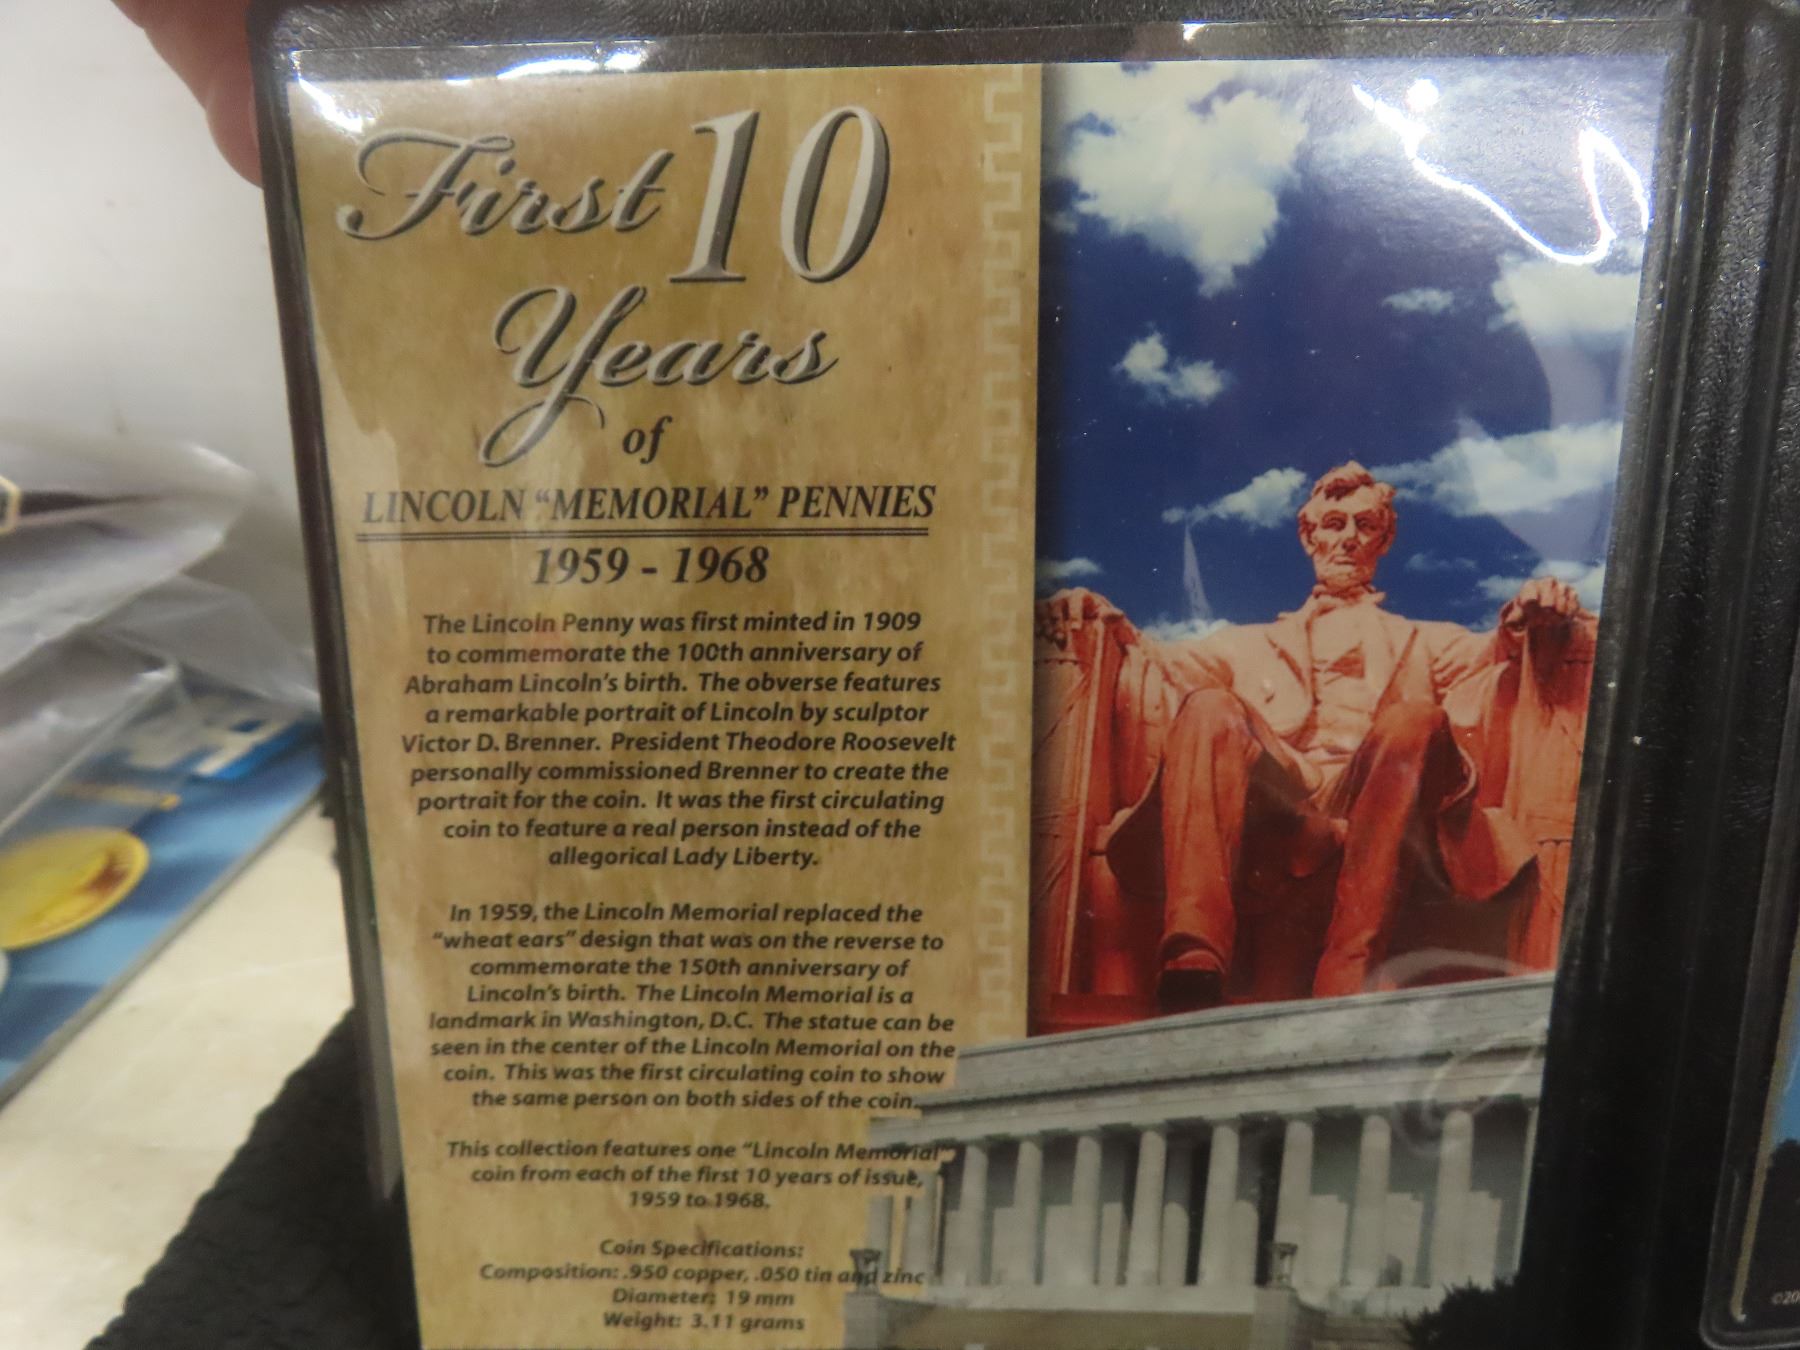 First 10
Years
of
LINCOLN “MEMORIAL” PENNIES
1959 - 1968
The Lincoln Penny was first minted in 1909
to commemorate the 100th anniversary of
Abraham Lincoln’s birth. The obverse features
a remarkable portrait of Lincoln by sculptor
Victor D. Brenner. President Theodore Roosevelt
personally commissioned Brenner to create the
portrait for the coin. It was the first circulating
coin to feature a real person instead of the
allegorical Lady Liberty.
In 1959, the Lincoln Memorial replaced the
“wheat ears” design that was on the reverse to
commemorate the 150th anniversary of
Lincoln’s birth. The Lincoln Memorial is a
landmark in Washington, D.C. The statue can be
seen in the center of the Lincoln Memorial on the
coin. This was the first circulating coin to show
the same person on both sides of the coin.
This collection features one “Lincoln Memorial”
coin from each of the first 10 years of issue,
1959 to 1968.
Coin Specifications:
Composition: .950 copper, .050 tin and zinc
Diameter: 19 mm
Weight: 3.11 grams